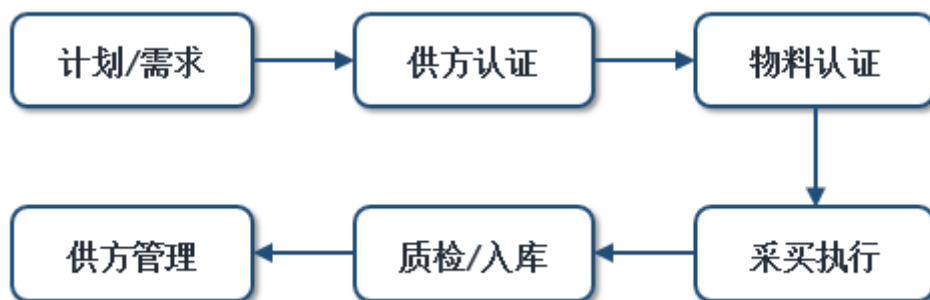 计划/需求
供方认证
物料认证
采买执行
质检/入库
供方管理